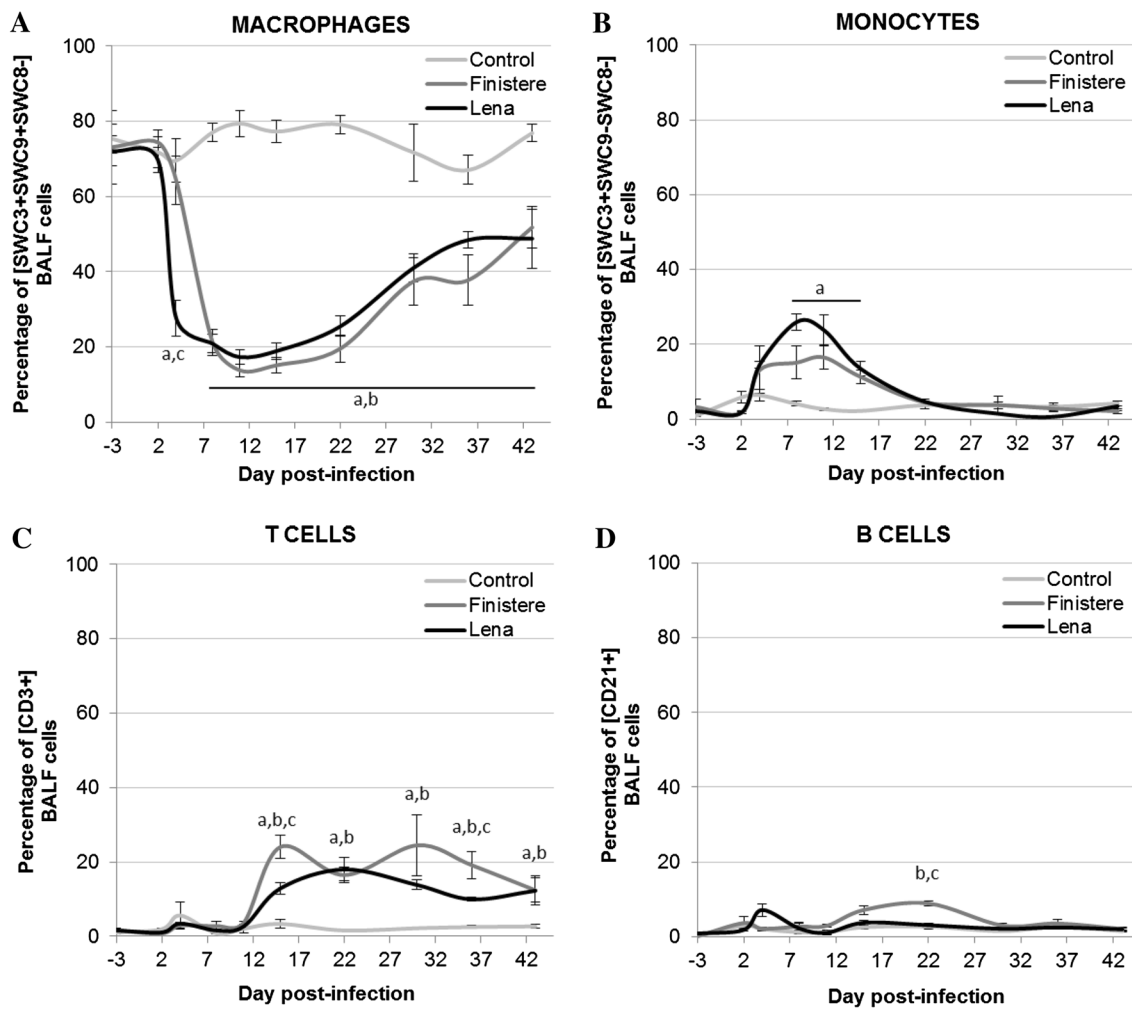 A
MACROPHAGES
Percentage of [SWC3+SWC9+SWC8-]
BALF cells
100
80
60
40
20
0
Control
Finistere
Lena
a,c
a,b
-3 2 7 12 17 22 27 32 37 42
Day post-infection
B
MONOCYTES
Percentage of [SWC3+SWC9-SWC8-]
BALF cells
100
80
60
40
20
0
Control
Finistere
Lena
a
-3 2 7 12 17 22 27 32 37 42
Day post-infection
C
T CELLS
Percentage of [CD3+]
BALF cells
100
80
60
40
20
0
Control
Finistere
Lena
a,b,c
a,b
a,b
a,b,c
a,b
-3 2 7 12 17 22 27 32 37 42
Day post-infection
D
B CELLS
Percentage of [CD21+]
BALF cells
100
80
60
40
20
0
Control
Finistere
Lena
b,c
-3 2 7 12 17 22 27 32 37 42
Day post-infection